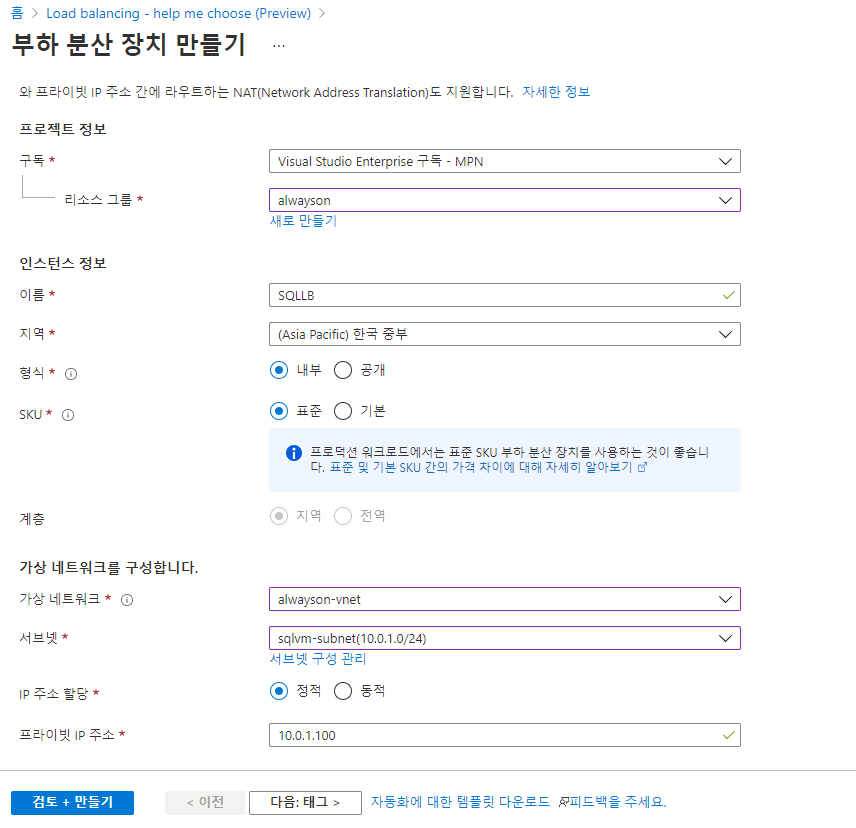 홈 > Load balancing - help me choose (Preview) >
부하 분산 장치 만들기 ...
와 프라이빗 IP 주소 간에 라우트하는 NAT(Network Address Translation)도 지원합니다. 자세한 정보
프로젝트 정보
구독 * Visual Studio Enterprise 구독 - MPN
리소스 그룹 * alwayson
새로 만들기
인스턴스 정보
이름 * SQLLB
지역 * (Asia Pacific) 한국 중부
형식 * 내부 공개
SKU * 표준 기본
프로덕션 워크로드에서는 표준 SKU 부하 분산 장치를 사용하는 것이 좋습니
다. 표준 및 기본 SKU 간의 가격 차이에 대해 자세히 알아보기
계층 지역 전역
가상 네트워크를 구성합니다.
가상 네트워크 * alwayson-vnet
서브넷 * sqlvm-subnet(10.0.1.0/24)
서브넷 구성 관리
IP 주소 할당 * 정적 동적
프라이빗 IP 주소 * 10.0.1.100
검토 + 만들기 < 이전 다음: 태그 > 자동화에 대한 템플릿 다운로드 피드백을 주세요.